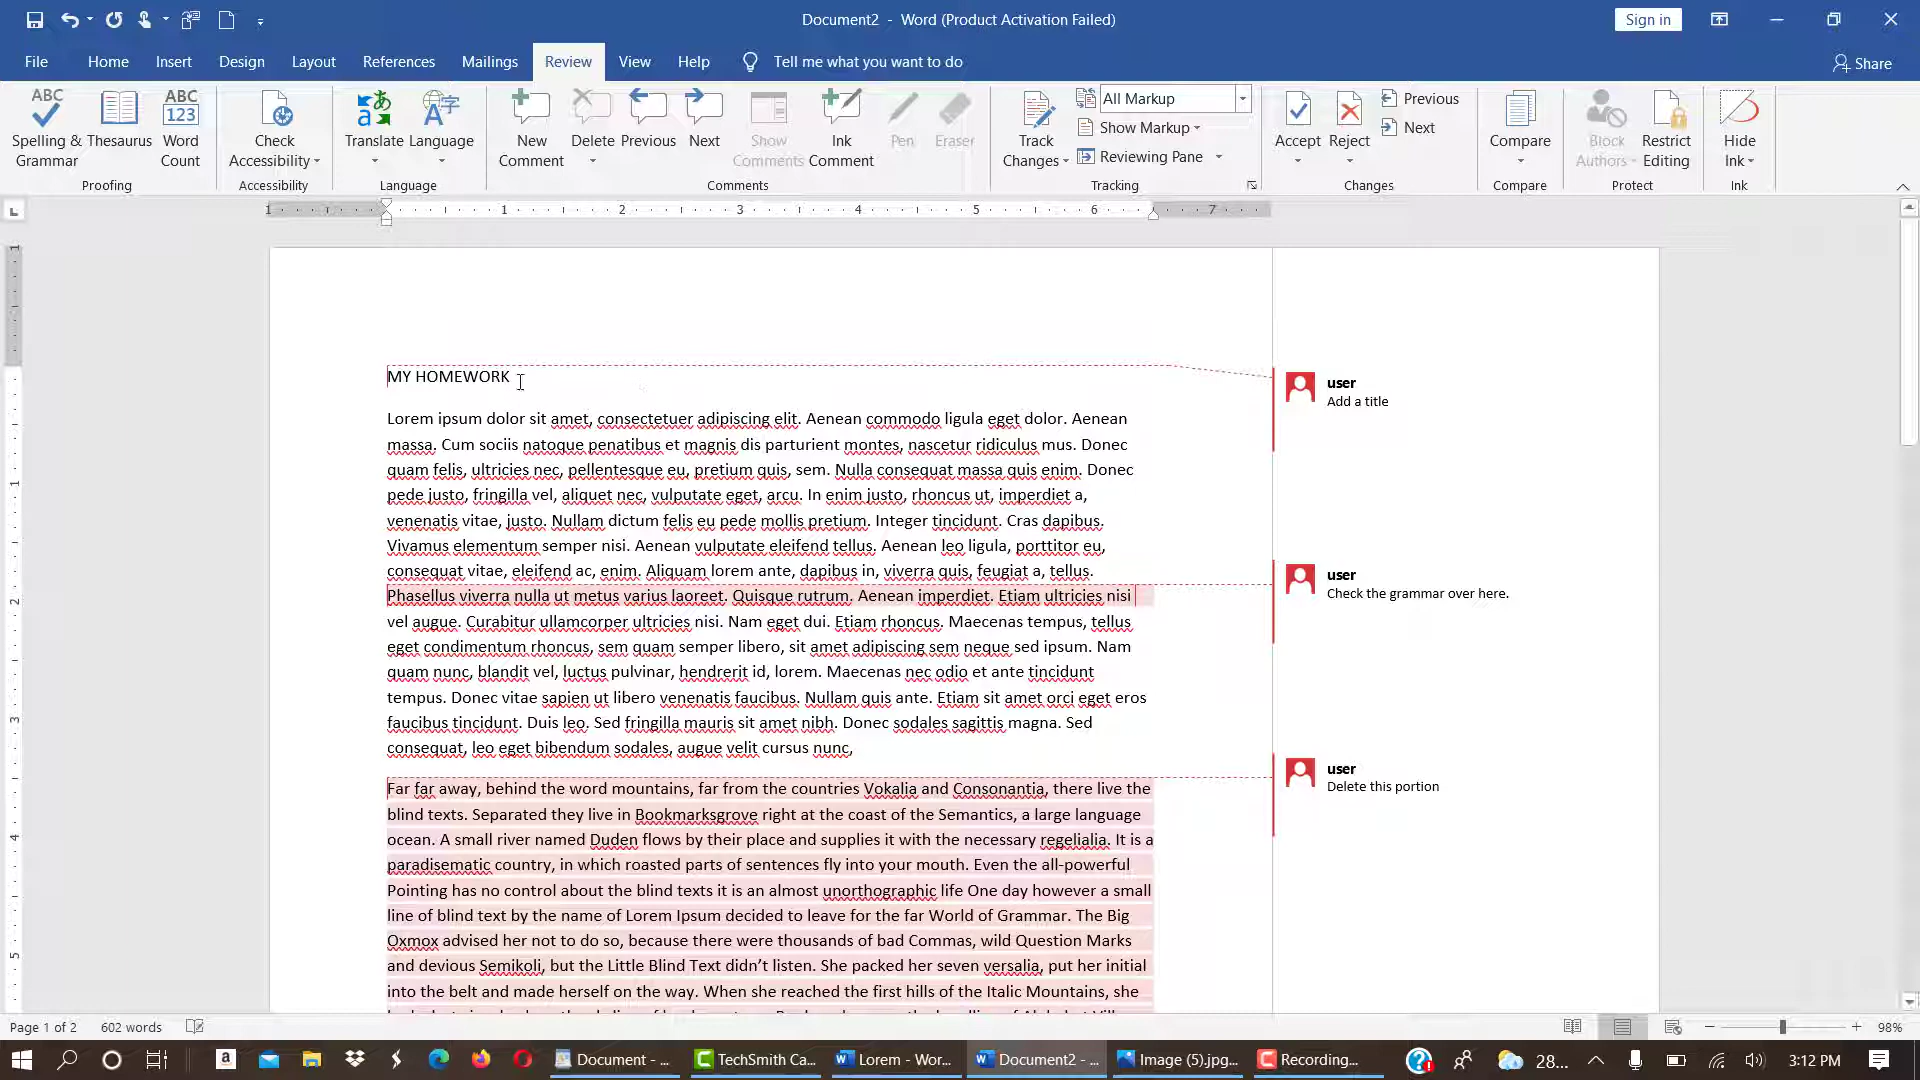 Document2 - Word (Product Activation Failed)
Sign in
File Home Insert Design Layout References Mailings Review View Help Tell me what you want to do
Share
ABC Spelling & Grammar
Thesaurus
ABC 123 Word Count
Proofing
Check Accessibility
Accessibility
Translate
Language
Language
New Comment
Delete
Previous
Next
Show Comments
Ink Comment
Pen
Eraser
Comments
Track Changes
All Markup
Show Markup
Reviewing Pane
Tracking
Accept
Reject
Previous
Next
Changes
Compare
Compare
Block Authors
Restrict Editing
Protect
Hide Ink
Ink
1 1 2 3 4 5 6 7
MY HOMEWORK
Lorem ipsum dolor sit amet, consectetuer adipiscing elit. Aenean commodo ligula eget dolor. Aenean
massa. Cum sociis natoque penatibus et magnis dis parturient montes, nascetur ridiculus mus. Donec
quam felis, ultricies nec, pellentesque eu, pretium quis, sem. Nulla consequat massa quis enim. Donec
pede justo, fringilla vel, aliquet nec, vulputate eget, arcu. In enim justo, rhoncus ut, imperdiet a,
venenatis vitae, justo. Nullam dictum felis eu pede mollis pretium. Integer tincidunt. Cras dapibus.
Vivamus elementum semper nisi. Aenean vulputate eleifend tellus. Aenean leo ligula, porttitor eu,
consequat vitae, eleifend ac, enim. Aliquam lorem ante, dapibus in, viverra quis, feugiat a, tellus.
Phasellus viverra nulla ut metus varius laoreet. Quisque rutrum. Aenean imperdiet. Etiam ultricies nisi
vel augue. Curabitur ullamcorper ultricies nisi. Nam eget dui. Etiam rhoncus. Maecenas tempus, tellus
eget condimentum rhoncus, sem quam semper libero, sit amet adipiscing sem neque sed ipsum. Nam
quam nunc, blandit vel, luctus pulvinar, hendrerit id, lorem. Maecenas nec odio et ante tincidunt
tempus. Donec vitae sapien ut libero venenatis faucibus. Nullam quis ante. Etiam sit amet orci eget eros
faucibus tincidunt. Duis leo. Sed fringilla mauris sit amet nibh. Donec sodales sagittis magna. Sed
consequat, leo eget bibendum sodales, augue velit cursus nunc,
Far far away, behind the word mountains, far from the countries Vokalia and Consonantia, there live the
blind texts. Separated they live in Bookmarksgrove right at the coast of the Semantics, a large language
ocean. A small river named Duden flows by their place and supplies it with the necessary regelialia. It is a
paradisematic country, in which roasted parts of sentences fly into your mouth. Even the all-powerful
Pointing has no control about the blind texts it is an almost unorthographic life One day however a small
line of blind text by the name of Lorem Ipsum decided to leave for the far World of Grammar. The Big
Oxmox advised her not to do so, because there were thousands of bad Commas, wild Question Marks
and devious Semikoli, but the Little Blind Text didn’t listen. She packed her seven versalia, put her initial
into the belt and made herself on the way. When she reached the first hills of the Italic Mountains, she
user
Add a title
user
Check the grammar over here.
user
Delete this portion
Page 1 of 2 602 words
98%
Document - ...
TechSmith Ca...
Lorem - Wor...
Document2 - ...
Image (5).jpg...
Recording...
28...
3:12 PM